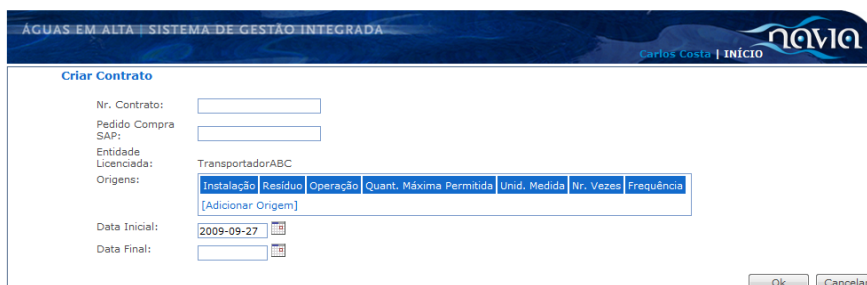 ÁGUAS EM ALTA | SISTEMA DE GESTÃO INTEGRADA
navia
Carlos Costa | INÍCIO
Criar Contrato
Nr. Contrato:
Pedido Compra
SAP:
Entidade
Licenciada: TransportadorABC
Origens:
Instalação Resíduo Operação Quant. Máxima Permitida Unid. Medida Nr. Vezes Frequência
[Adicionar Origem]
Data Inicial: 2009-09-27
Data Final:
Ok Cancelar